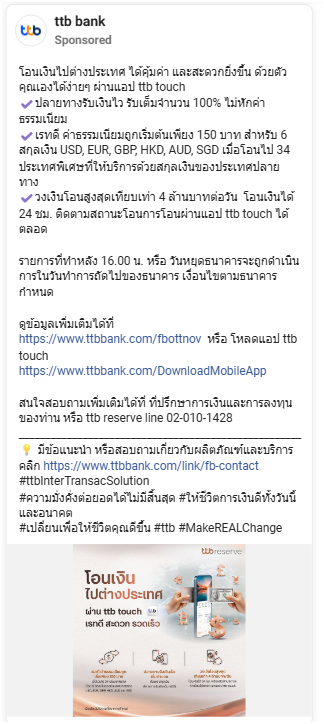 ttb bank
ttb
Sponsored
โอนเงินไปต่างประเทศ ได้คุ้มค่า และสะดวกยิ่งขึ้น ด้วยตัว
คุณเองได้ง่ายๆ ผ่านแอป ttb touch
✔ปลายทางรับเงินไว รับเต็มจำนวน 100% ไม่หักค่า
ธรรมเนียม
✔เรทดี ค่าธรรมเนียมถูกเริ่มต้นเพียง 150 บาท สำหรับ 6
สกุลเงิน USD, EUR, GBP, HKD, AUD, SGD เมื่อโอนไป 34
ประเทศพิเศษที่ให้บริการด้วยสกุลเงินของประเทศปลาย
ทาง
✔วงเงินโอนสูงสุดเทียบเท่า 4 ล้านบาทต่อวัน โอนเงินได้
24 ชม. ติดตามสถานะโอนการโอนผ่านแอป ttb touch ได้
ตลอด
รายการที่ทำหลัง 16.00 น. หรือ วันหยุดธนาคารจะถูกดำเนิน
การในวันทำการถัดไปของธนาคาร เงื่อนไขตามธนาคาร
กำหนด
ดูข้อมูลเพิ่มเติมได้ที่
https://www.ttbbank.com/fbottnov หรือ โหลดแอป ttb
touch
https://www.ttbbank.com/DownloadMobileApp
สนใจสอบถามเพิ่มเติมได้ที่ ที่ปรึกษาการเงินและการลงทุน
ของท่าน หรือ ttb reserve line 02-010-1428
💡 มีข้อแนะนำ หรือสอบถามเกี่ยวกับผลิตภัณฑ์และบริการ
คลิก https://www.ttbbank.com/link/fb-contact
#ttbInterTransacSolution
#ความมั่งคั่งต่อยอดได้ไม่มีสิ้นสุด #ให้ชีวิตการเงินดีทั้งวันนี้
และอนาคต
#เปลี่ยนเพื่อให้ชีวิตคุณดีขึ้น #ttb #MakeREALChange
ttb reserve
โอนเงิน
ไปต่างประเทศ
ผ่าน ttb touch
เรทดี สะดวก รวดเร็ว